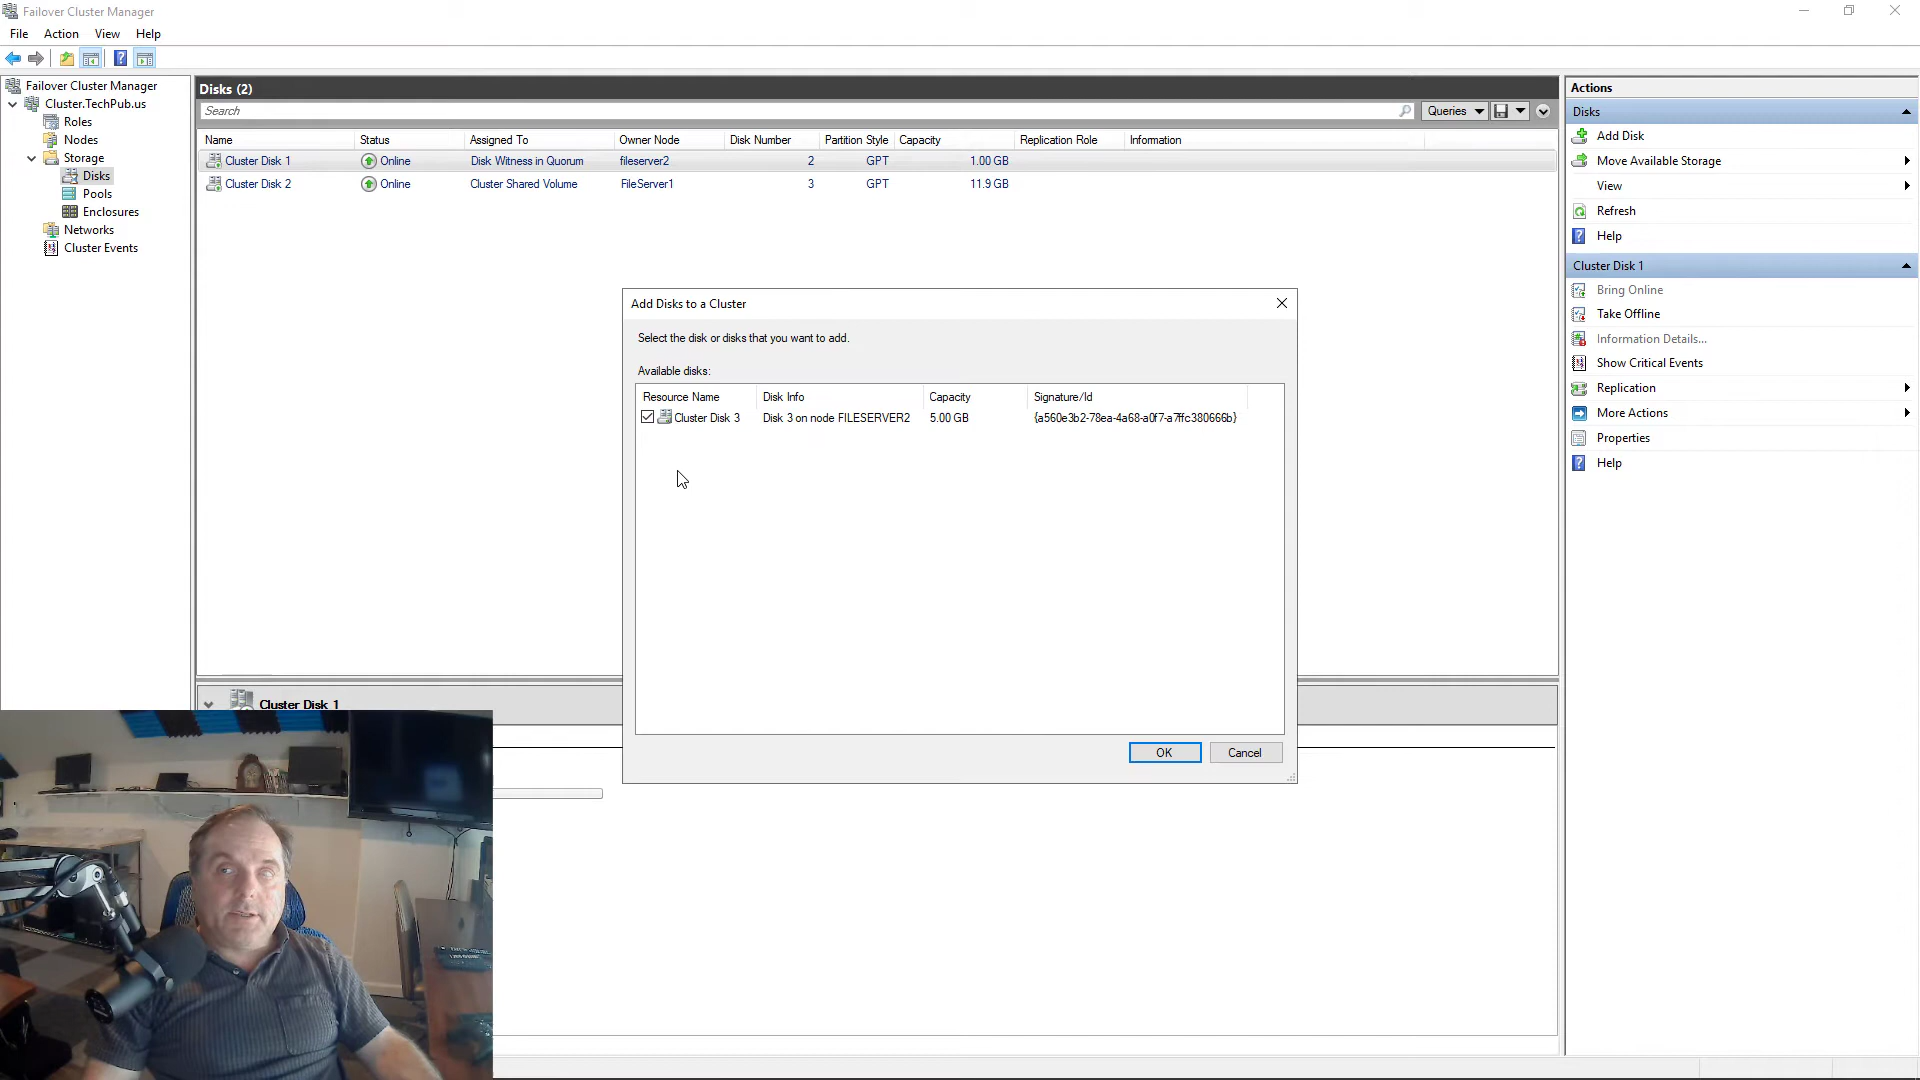 Failover Cluster Manager
File Action View Help
Failover Cluster Manager
Cluster.TechPub.us
Roles
Nodes
Storage
Disks
Pools
Enclosures
Networks
Cluster Events
Disks (2)
Search
Queries
Name Status Assigned To Owner Node Disk Number Partition Style Capacity Replication Role Information
Cluster Disk 1 Online Disk Witness in Quorum fileserver2 2 GPT 1.00 GB
Cluster Disk 2 Online Cluster Shared Volume FileServer1 3 GPT 11.9 GB
Add Disks to a Cluster
Select the disk or disks that you want to add.
Available disks:
Resource Name Disk Info Capacity Signature/Id
Cluster Disk 3 Disk 3 on node FILESERVER2 5.00 GB {a560e3b2-78ea-4a68-a0f7-a7ffc380666b}
OK Cancel
Cluster Disk 1
Actions
Disks
Add Disk
Move Available Storage
View
Refresh
Help
Cluster Disk 1
Bring Online
Take Offline
Information Details...
Show Critical Events
Replication
More Actions
Properties
Help